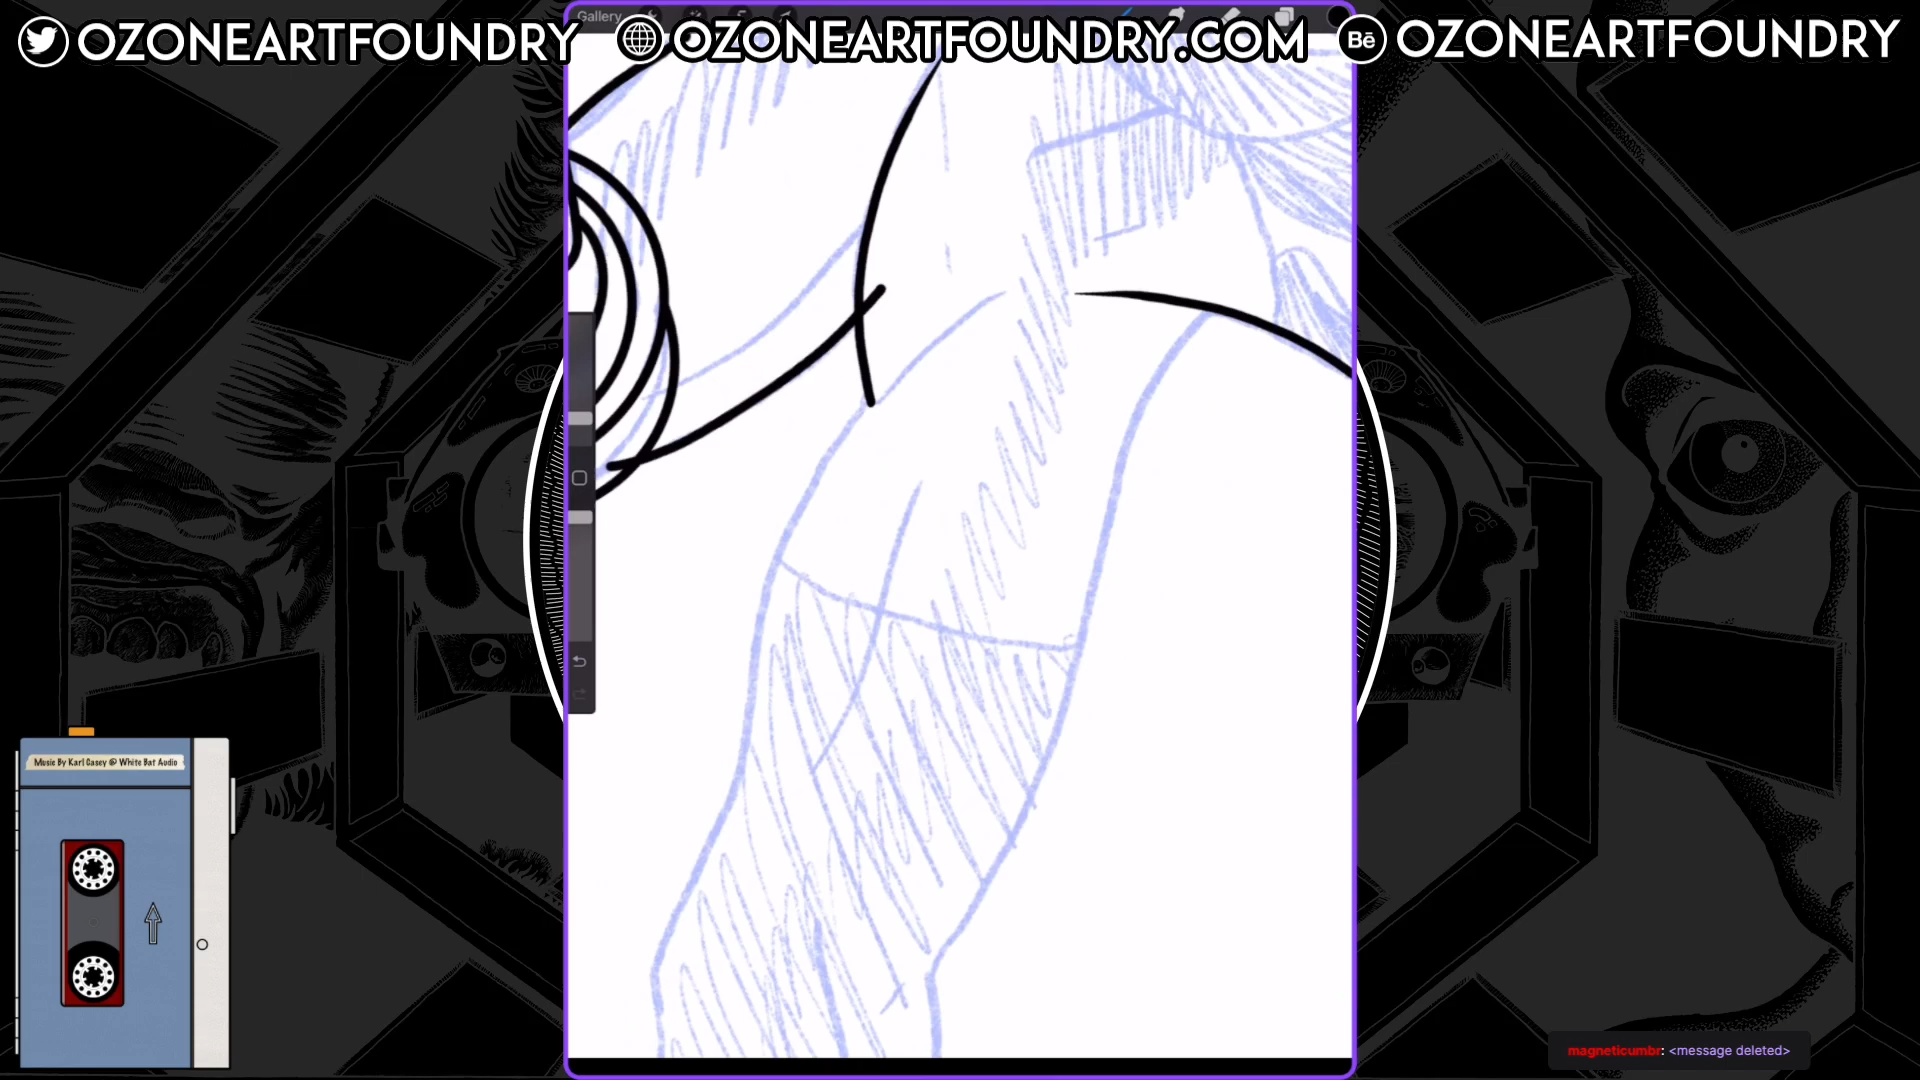 OZONEARTFOUNDRY
OZONEARTFOUNDRY.COM
Bē OZONEARTFOUNDRY
Gallery
Music By Karl Casey @ White Bat Audio
magneticumbr: <message deleted>